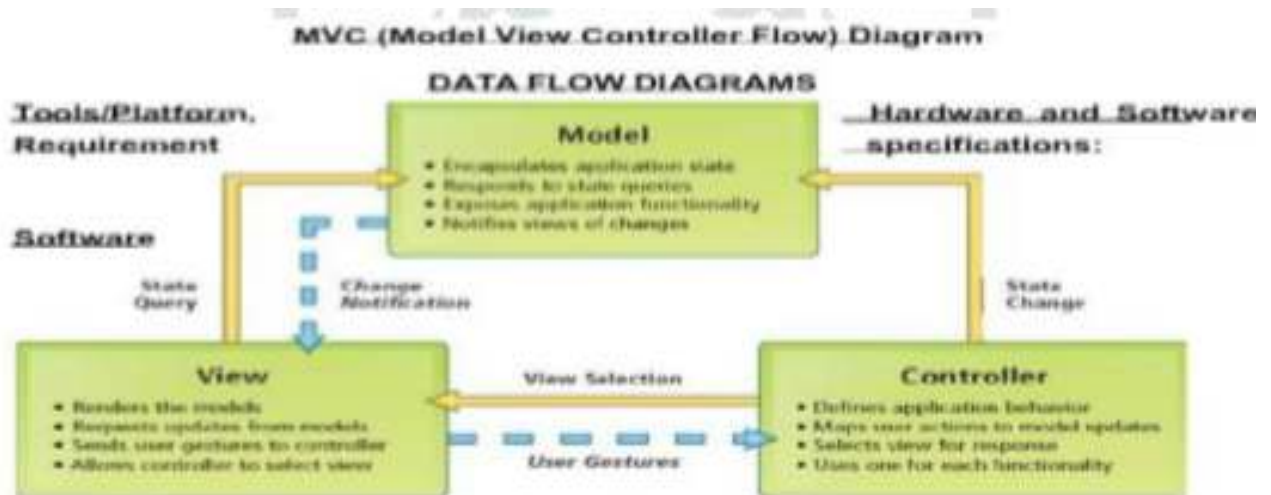 MVC (Model View Controller Flow) Diagram
DATA FLOW DIAGRAMS
Tools/Platform,
Requirement
Hardware and Software
specifications:
Software
Model
• Encapsulates application state
• Responds to state queries
• Exposes application functionality
• Notifies views of changes
State
Query
Change
Notification
State
Change
View
• Renders the models
• Requests updates from models
• Sends user gestures to controller
• Allows controller to select view
View Selection
User Gestures
Controller
• Defines application behavior
• Maps user actions to model updates
• Selects view for response
• Uses one for each functionality